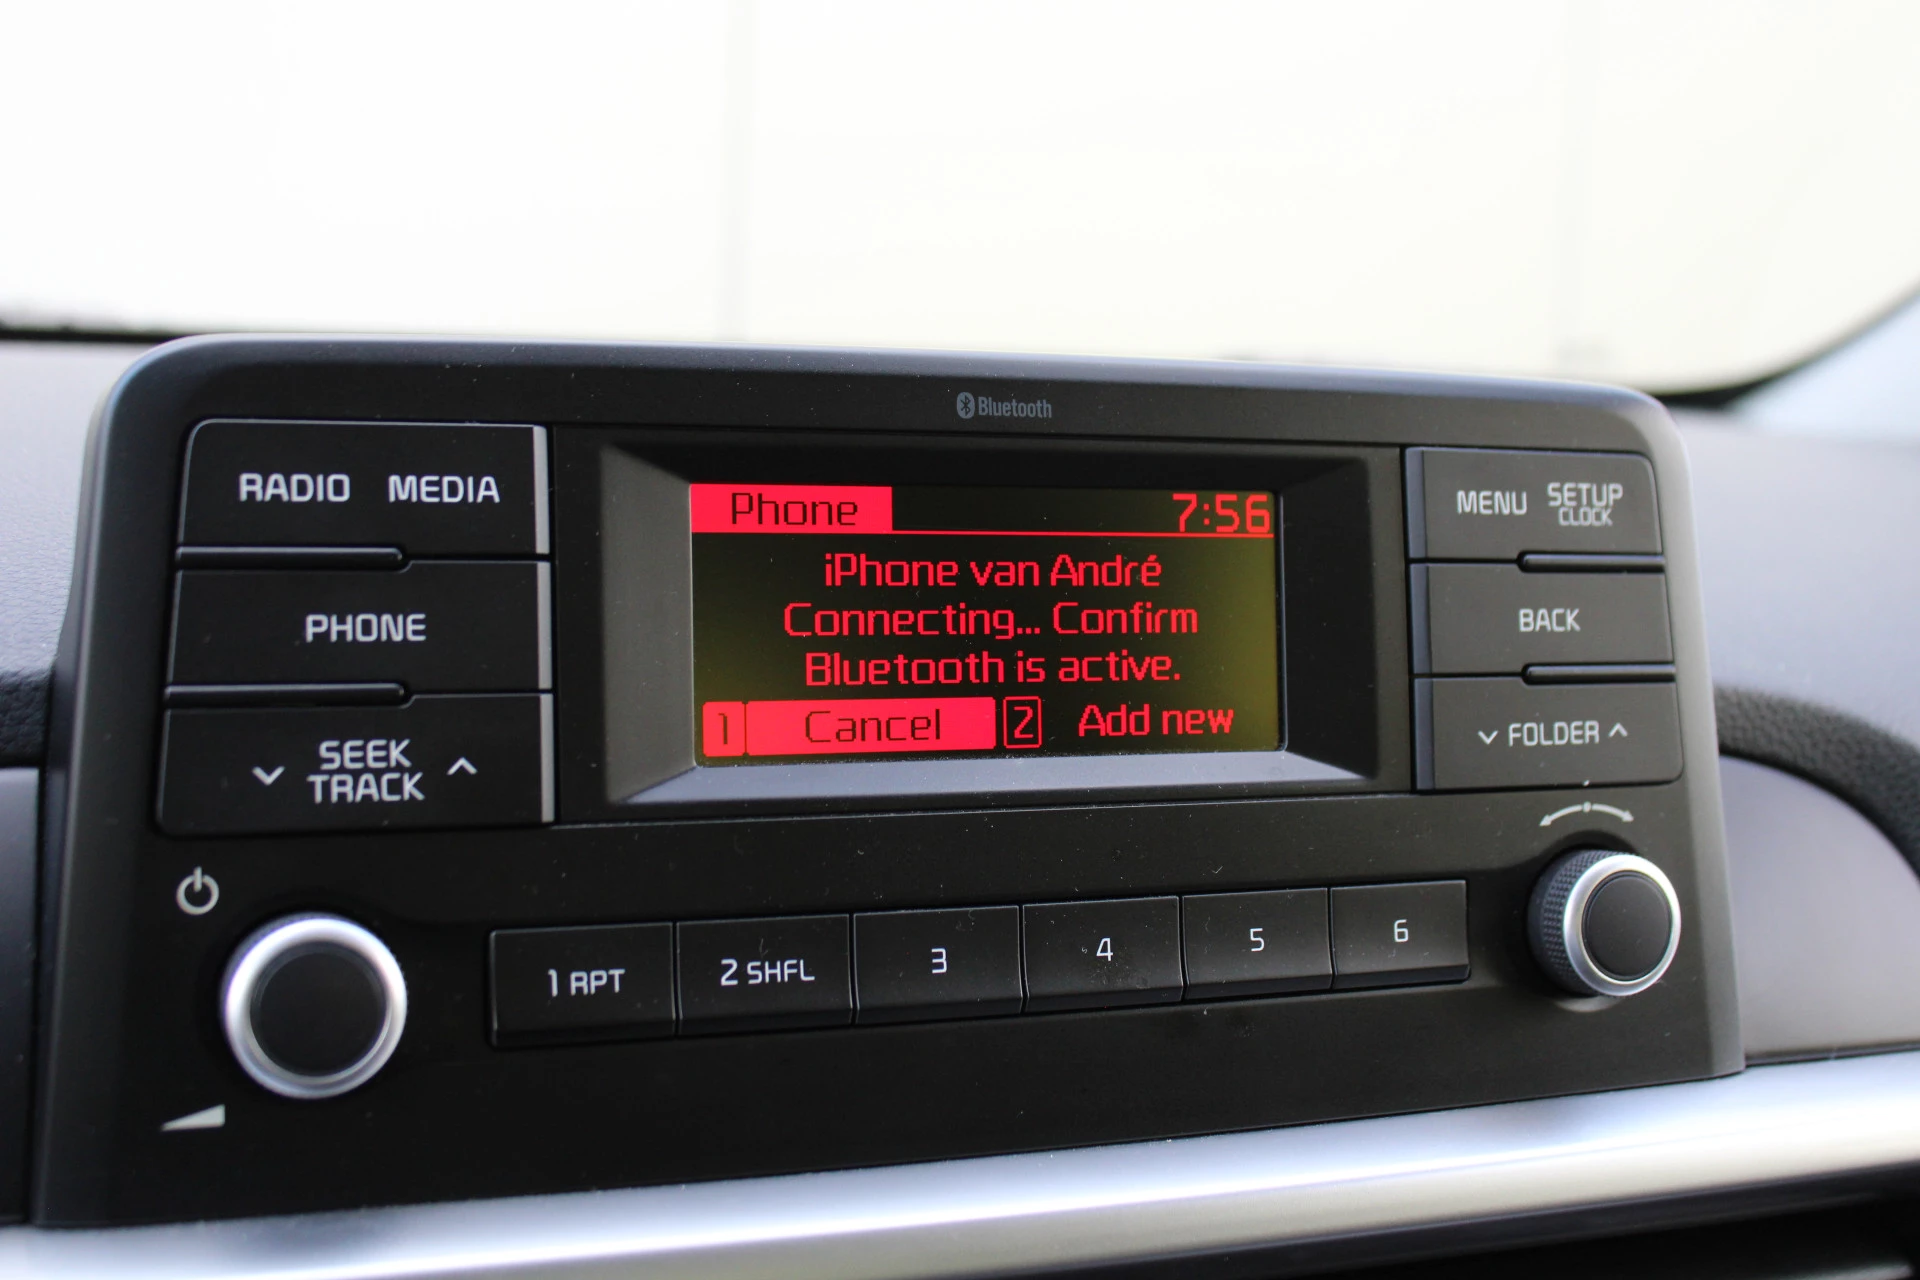 Bluetooth
RADIO MEDIA
PHONE
SEEK
TRACK
Phone 7:56
iPhone van André
Connecting... Confirm
Bluetooth is active.
1 Cancel 2 Add new
MENU SETUP
CLOCK
BACK
FOLDER
1 RPT 2 SHFL 3 4 5 6